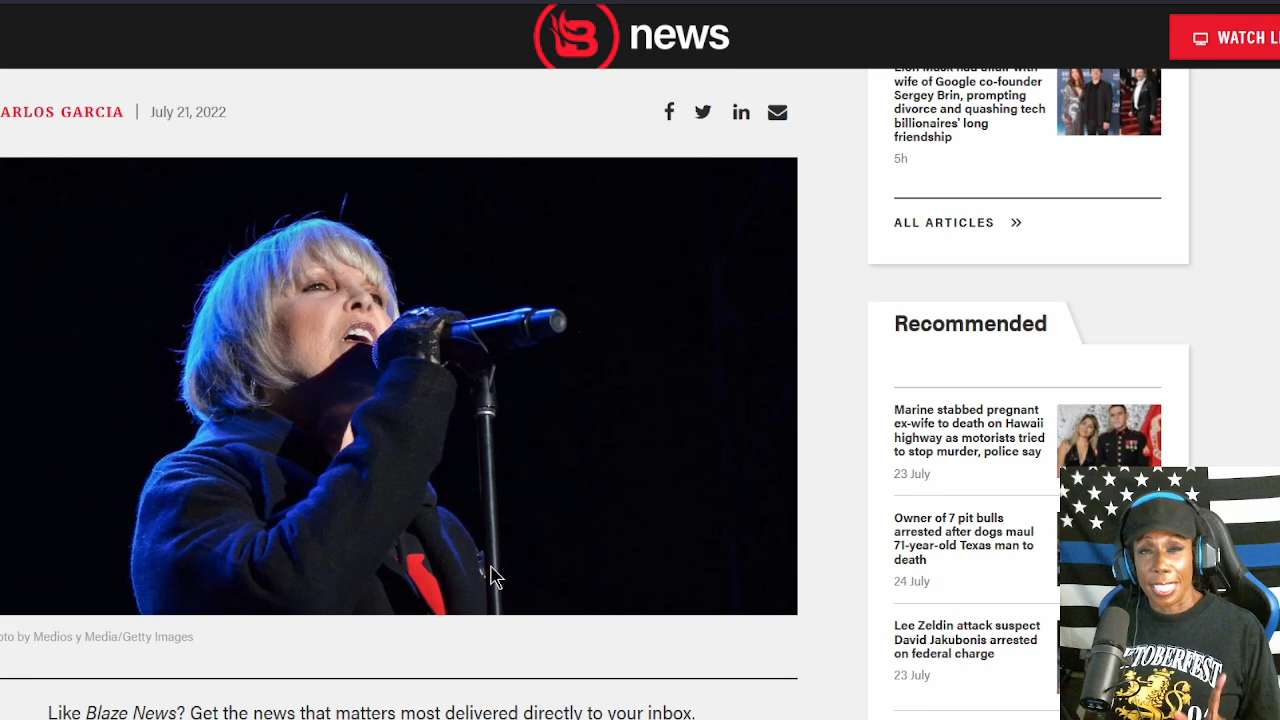 news
WATCH LI
ARLOS GARCIA | July 21, 2022
Elon Musk had affair with
wife of Google co-founder
Sergey Brin, prompting
divorce and quashing tech
billionaires' long
friendship
5h
ALL ARTICLES
Recommended
Marine stabbed pregnant
ex-wife to death on Hawaii
highway as motorists tried
to stop murder, police say
23 July
Owner of 7 pit bulls
arrested after dogs maul
71-year-old Texas man to
death
24 July
Lee Zeldin attack suspect
David Jakubonis arrested
on federal charge
23 July
oto by Medios y Media/Getty Images
Like Blaze News? Get the news that matters most delivered directly to your inbox.
KTOBERFEST